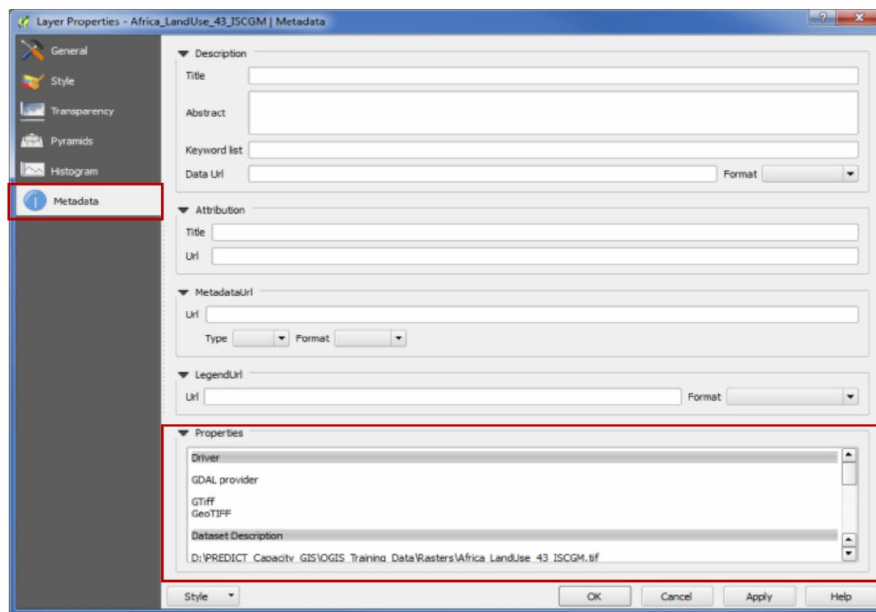 Layer Properties - Africa_LandUse_43_ISCGM | Metadata
General
Style
Transparency
Pyramids
Histogram
Metadata
Description
Title
Abstract
Keyword list
Data Url Format
Attribution
Title
Url
MetadataUrl
Url
Type Format
LegendUrl
Url Format
Properties
Driver
GDAL provider
GTiff
GeoTIFF
Dataset Description
D:\PREDICT_Capacity_GIS\QGIS_Training_Data\Rasters\Africa_LandUse_43_ISCGM.tif
Style OK Cancel Apply Help